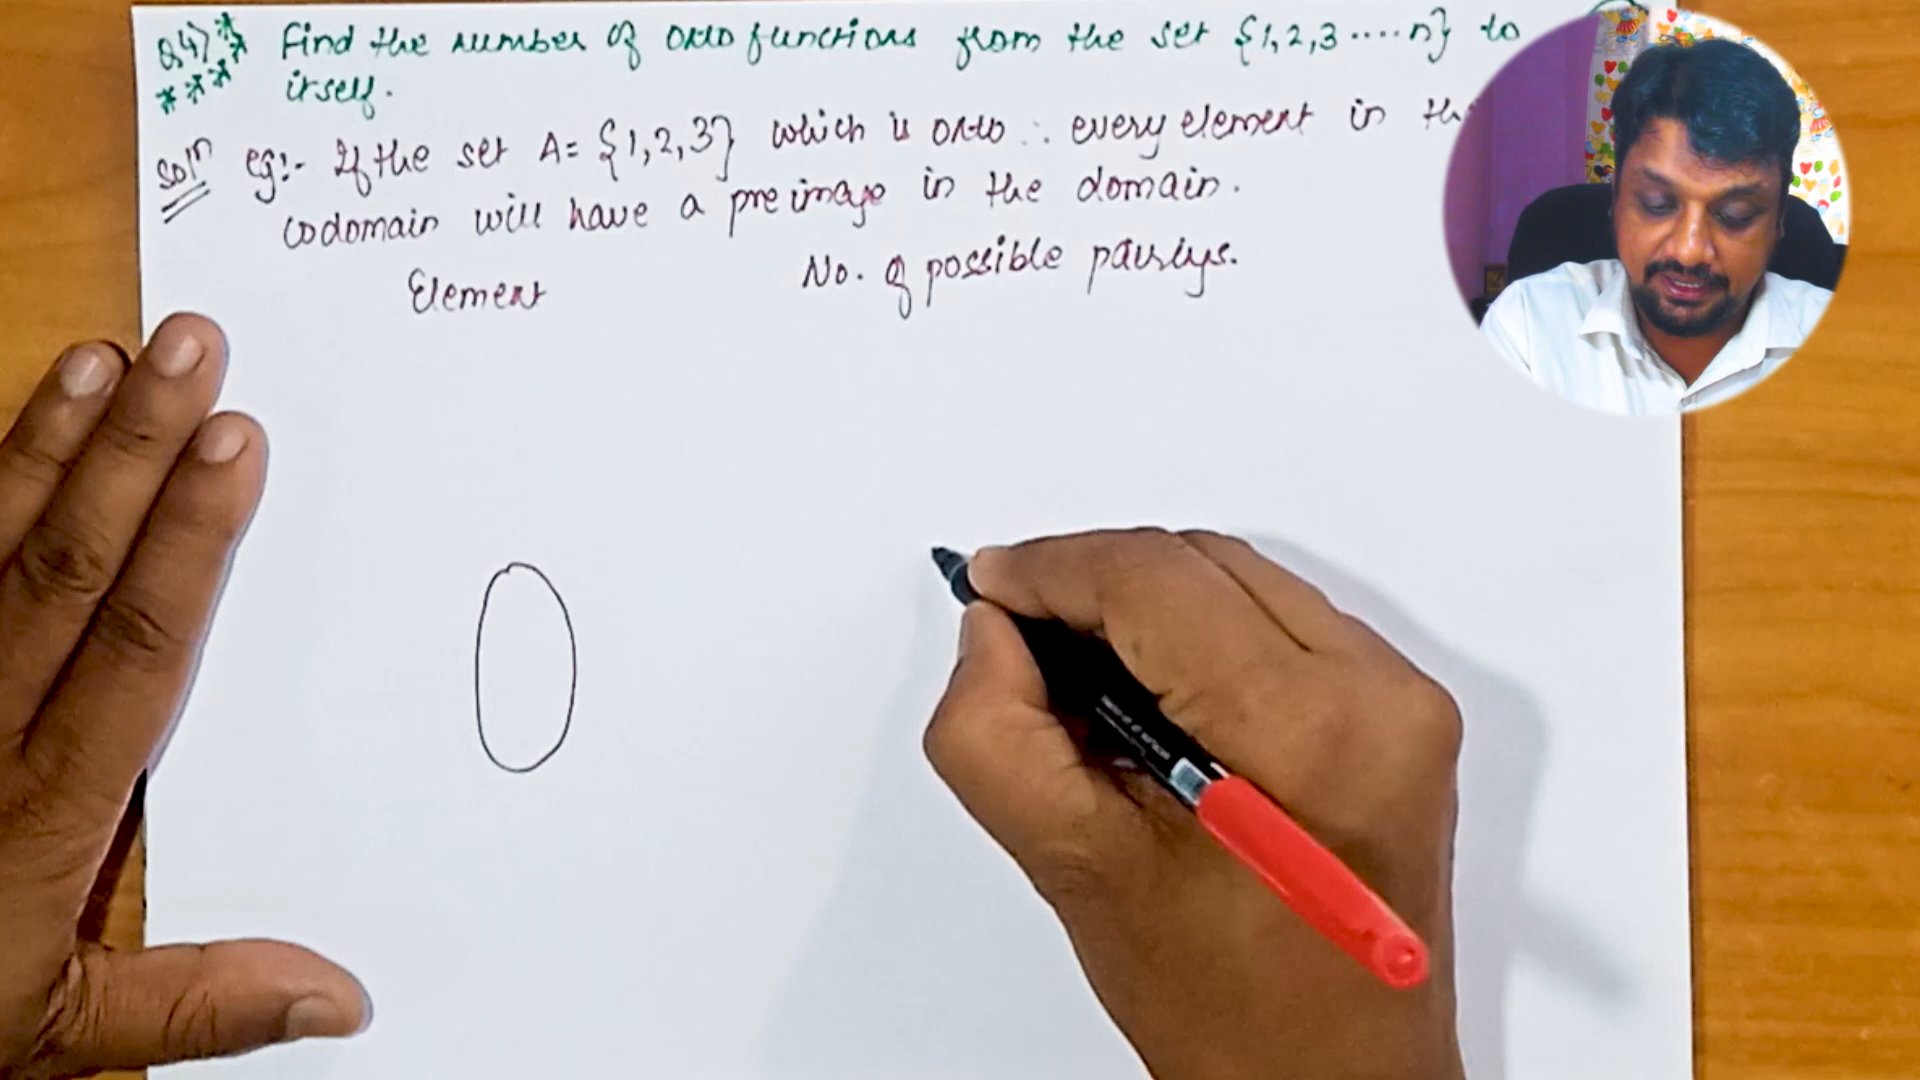 Q4) Find the number of onto functions from the set {1,2,3.....n} to
itself.
Soln eg:- If the set A= {1,2,3} which is onto ∴ every element in the
codomain will have a preimage in the domain.
Element No. of possible pairings.